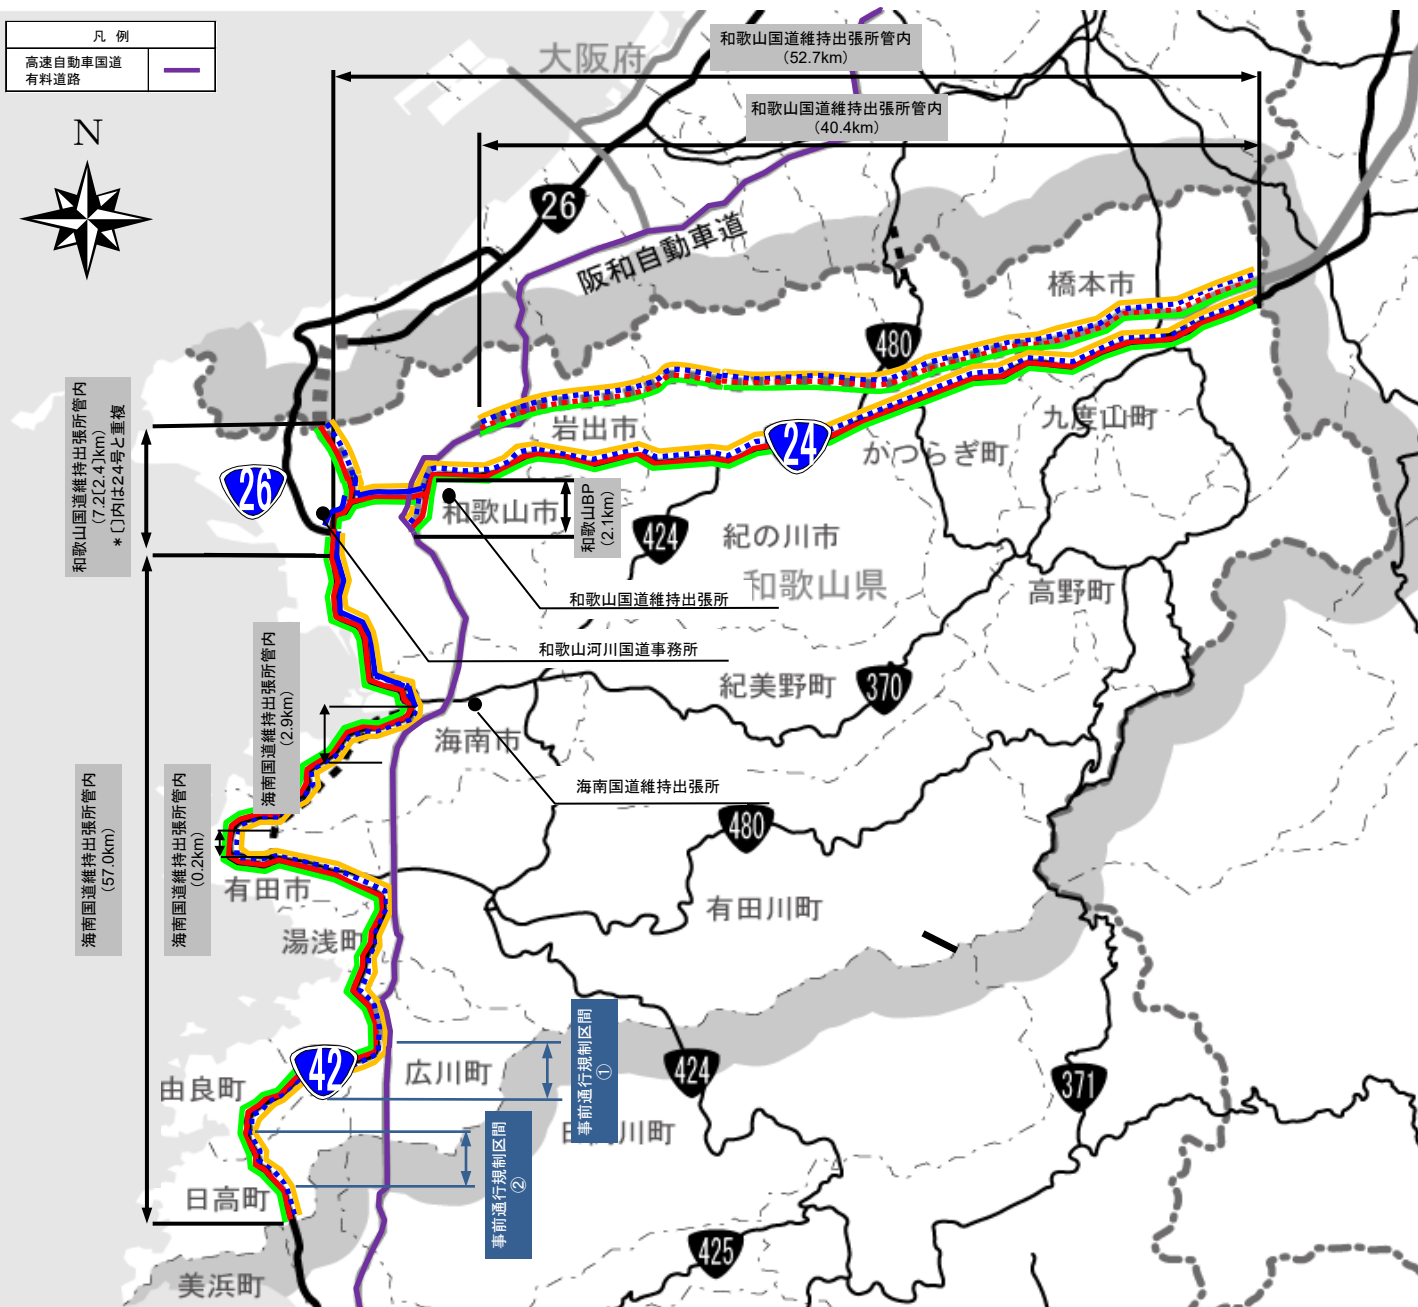 凡 例
高速自動車国道
有料道路
N
大阪府
和歌山国道維持出張所管内
(52.7km)
和歌山国道維持出張所管内
(40.4km)
26
阪和自動車道
橋本市
480
岩出市
24
九度山町
かつらぎ町
和歌山国道維持出張所管内
(7.2[2.4]km)
*[]内は24号と重複
26
和歌山市
和歌山BP
(2.1km)
424
紀の川市
和歌山県
高野町
和歌山国道維持出張所
和歌山河川国道事務所
海南国道維持出張所管内
(2.9km)
紀美野町
370
海南市
海南国道維持出張所
480
海南国道維持出張所管内
(57.0km)
海南国道維持出張所管内
(0.2km)
有田市
有田川町
湯浅町
事前通行規制区間
①
広川町
42
424
371
由良町
川町
事前通行規制区間
②
日高町
425
美浜町